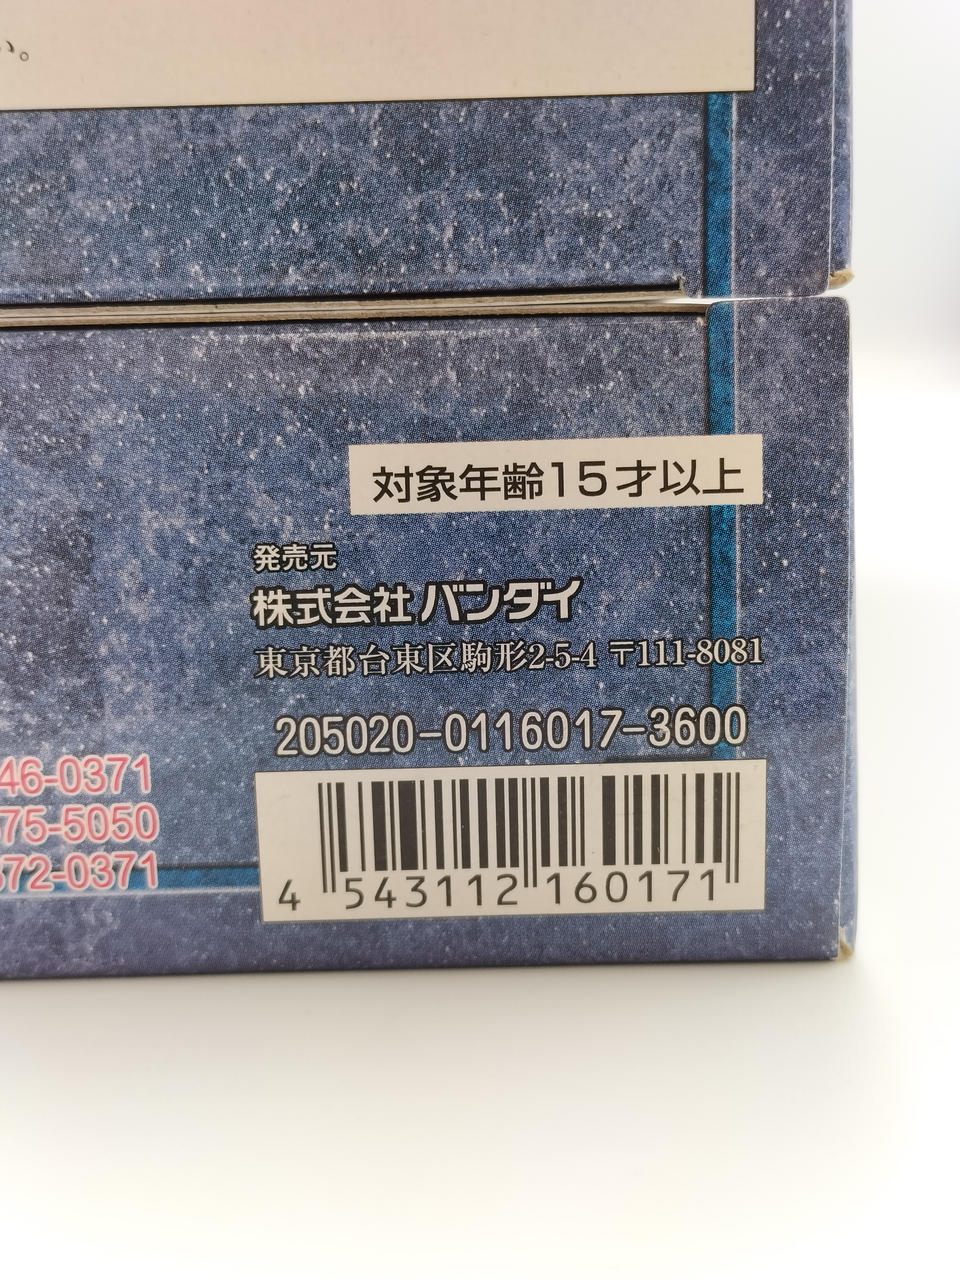 い。
対象年齢15才以上
発売元
株式会社 バンダイ
東京都台東区駒形2-5-4 〒111-8081
205020-0116017-3600
46-0371
75-5050
372-0371
4 543112 160171